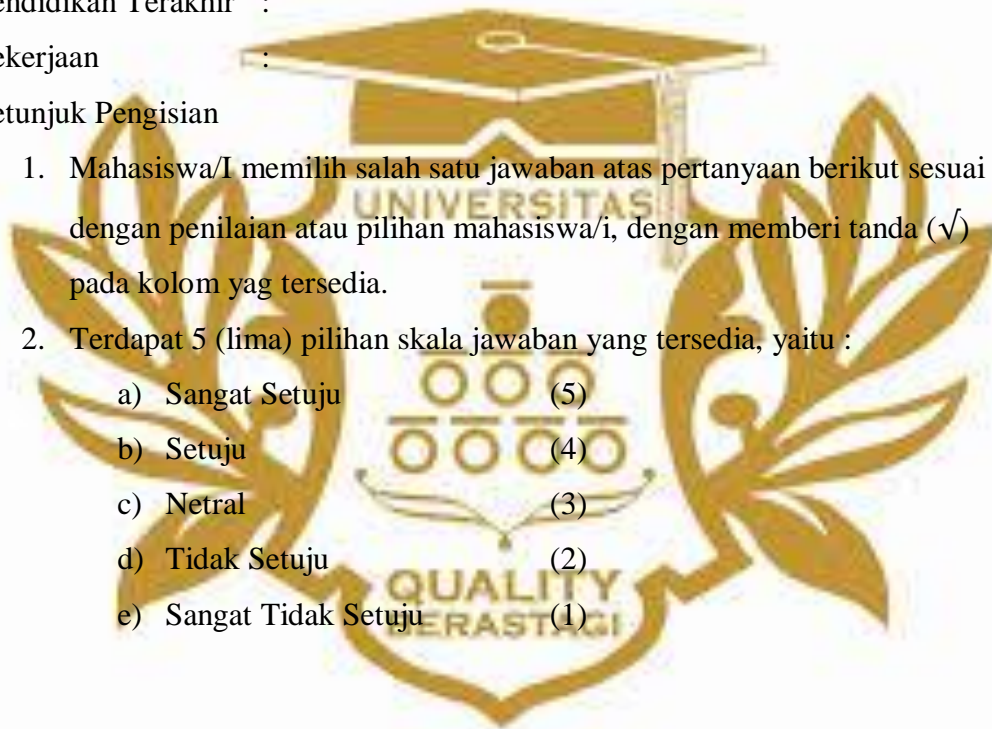 endidikan Terakhir :
ekerjaan :
etunjuk Pengisian
1. Mahasiswa/I memilih salah satu jawaban atas pertanyaan berikut sesuai
dengan penilaian atau pilihan mahasiswa/i, dengan memberi tanda (√)
pada kolom yag tersedia.
2. Terdapat 5 (lima) pilihan skala jawaban yang tersedia, yaitu :
a) Sangat Setuju (5)
b) Setuju (4)
c) Netral (3)
d) Tidak Setuju (2)
e) Sangat Tidak Setuju (1)
UNIVERSITAS
QUALITY
BERASTAGI